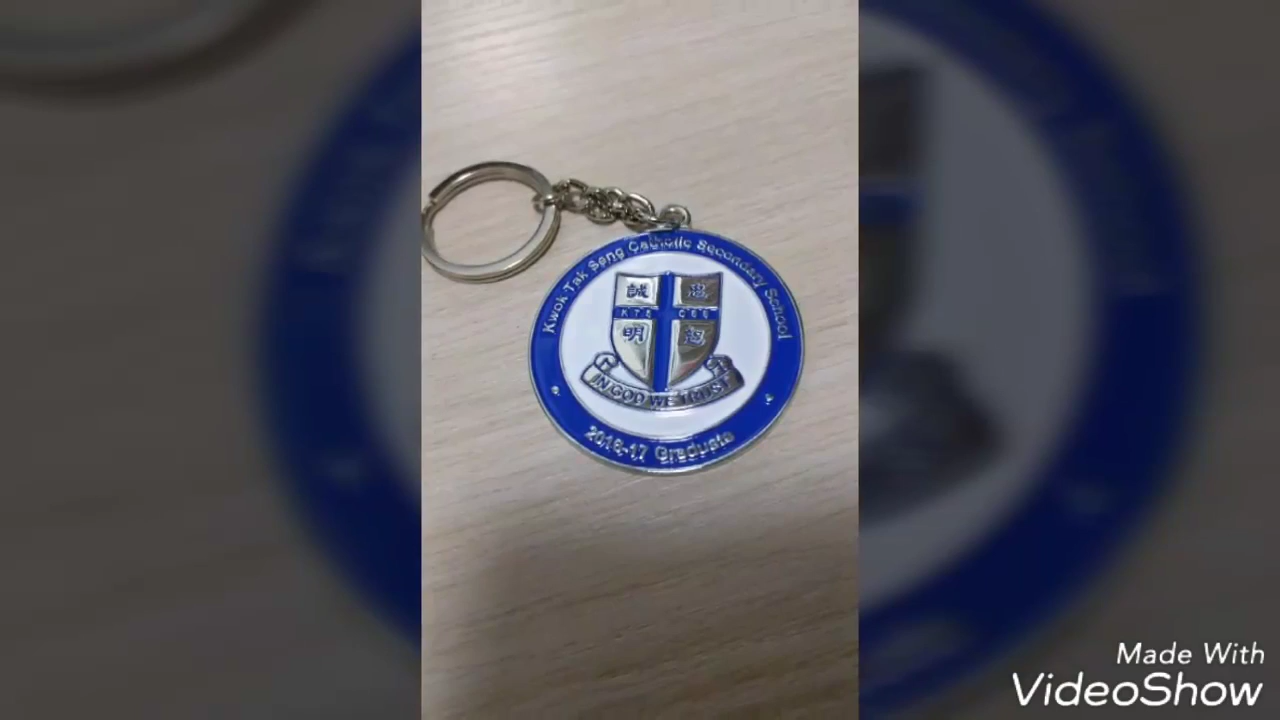 Kwok Tak Seng Catholic Secondary School
誠 忠
KTS CSS
明 恕
IN GOD WE TRUST
2016-17 Graduate
Made With
VideoShow